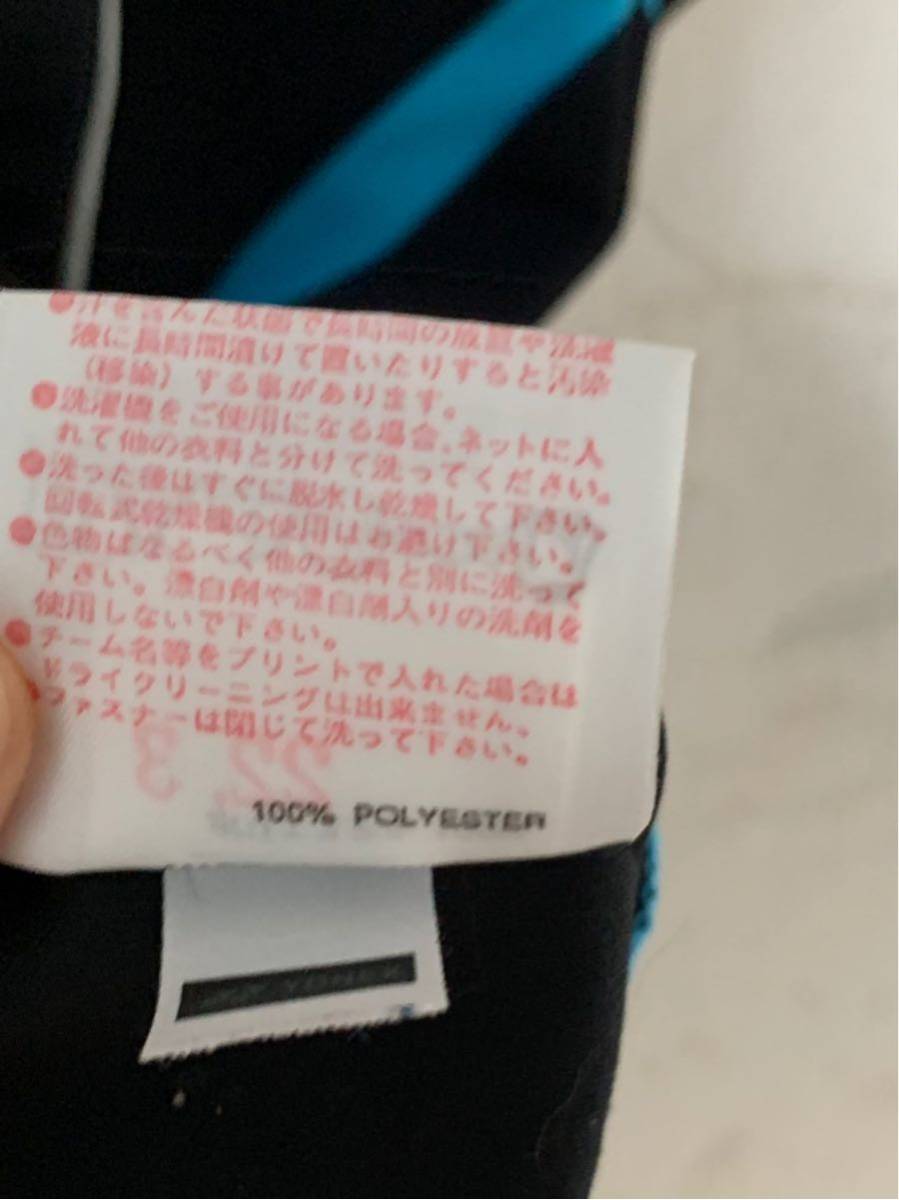 ●汗を含んだ状態で長時間の放置や洗濯
液に長時間漬けて置いたりすると汚染
(移染)する事があります。
●洗濯機をご使用になる場合、ネットに入
れて他の衣料と分けて洗ってください。
●洗った後はすぐに脱水し乾燥して下さい。
回転式乾燥機の使用はお避け下さい。
●色物はなるべく他の衣料と別に洗って
下さい。漂白剤や漂白剤入りの洗剤を
使用しないで下さい。
●チーム名等をプリントで入れた場合は
ドライクリーニングは出来ません。
●ファスナーは閉じて洗って下さい。
100% POLYESTER